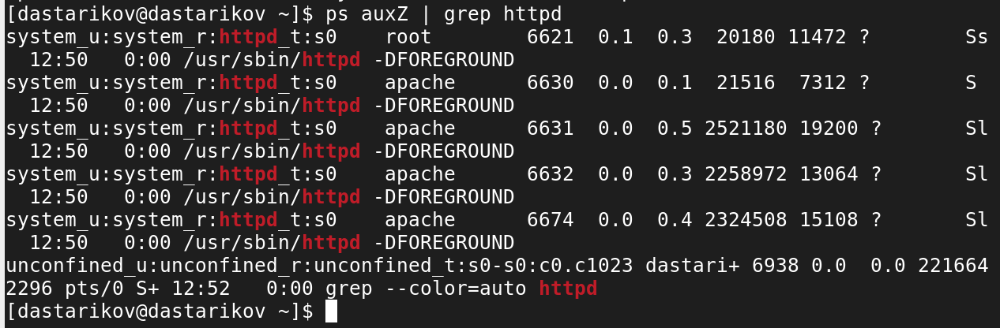 [dastarikov@dastarikov ~]$ ps auxZ | grep httpd
system_u:system_r:httpd_t:s0    root        6621  0.1  0.3  20180 11472 ?       Ss
  12:50   0:00 /usr/sbin/httpd -DFOREGROUND
system_u:system_r:httpd_t:s0    apache      6630  0.0  0.1  21516  7312 ?       S
  12:50   0:00 /usr/sbin/httpd -DFOREGROUND
system_u:system_r:httpd_t:s0    apache      6631  0.0  0.5 2521180 19200 ?       Sl
  12:50   0:00 /usr/sbin/httpd -DFOREGROUND
system_u:system_r:httpd_t:s0    apache      6632  0.0  0.3 2258972 13064 ?       Sl
  12:50   0:00 /usr/sbin/httpd -DFOREGROUND
system_u:system_r:httpd_t:s0    apache      6674  0.0  0.4 2324508 15108 ?       Sl
  12:50   0:00 /usr/sbin/httpd -DFOREGROUND
unconfined_u:unconfined_r:unconfined_t:s0-s0:c0.c1023 dastari+ 6938 0.0  0.0 221664
2296 pts/0 S+ 12:52   0:00 grep --color=auto httpd
[dastarikov@dastarikov ~]$